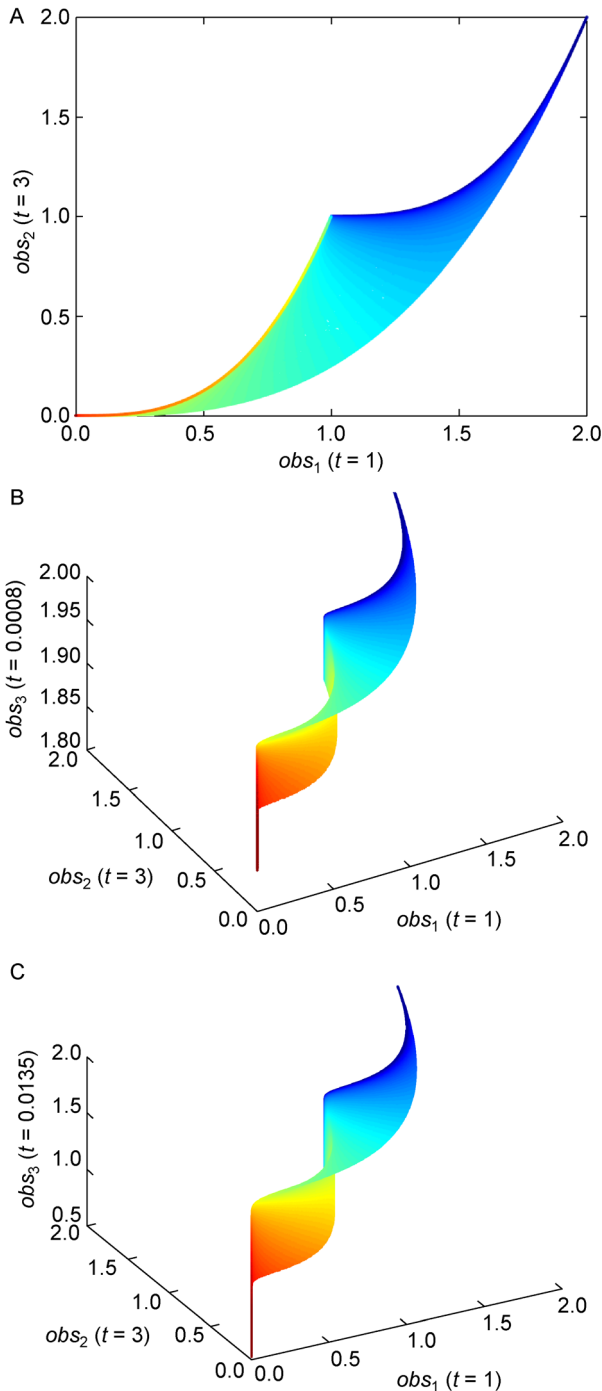 A
2.0
1.5
1.0
0.5
0.0
obs₂ (t = 3)
0.0 0.5 1.0 1.5 2.0
obs₁ (t = 1)
B
2.00
1.95
1.90
1.85
1.80
obs₃ (t = 0.0008)
2.0
1.5
1.0
0.5
0.0
obs₂ (t = 3)
0.0
0.5
1.0
1.5
2.0
obs₁ (t = 1)
C
2.0
1.5
1.0
0.5
obs₃ (t = 0.0135)
2.0
1.5
1.0
0.5
0.0
obs₂ (t = 3)
0.0
0.5
1.0
1.5
2.0
obs₁ (t = 1)